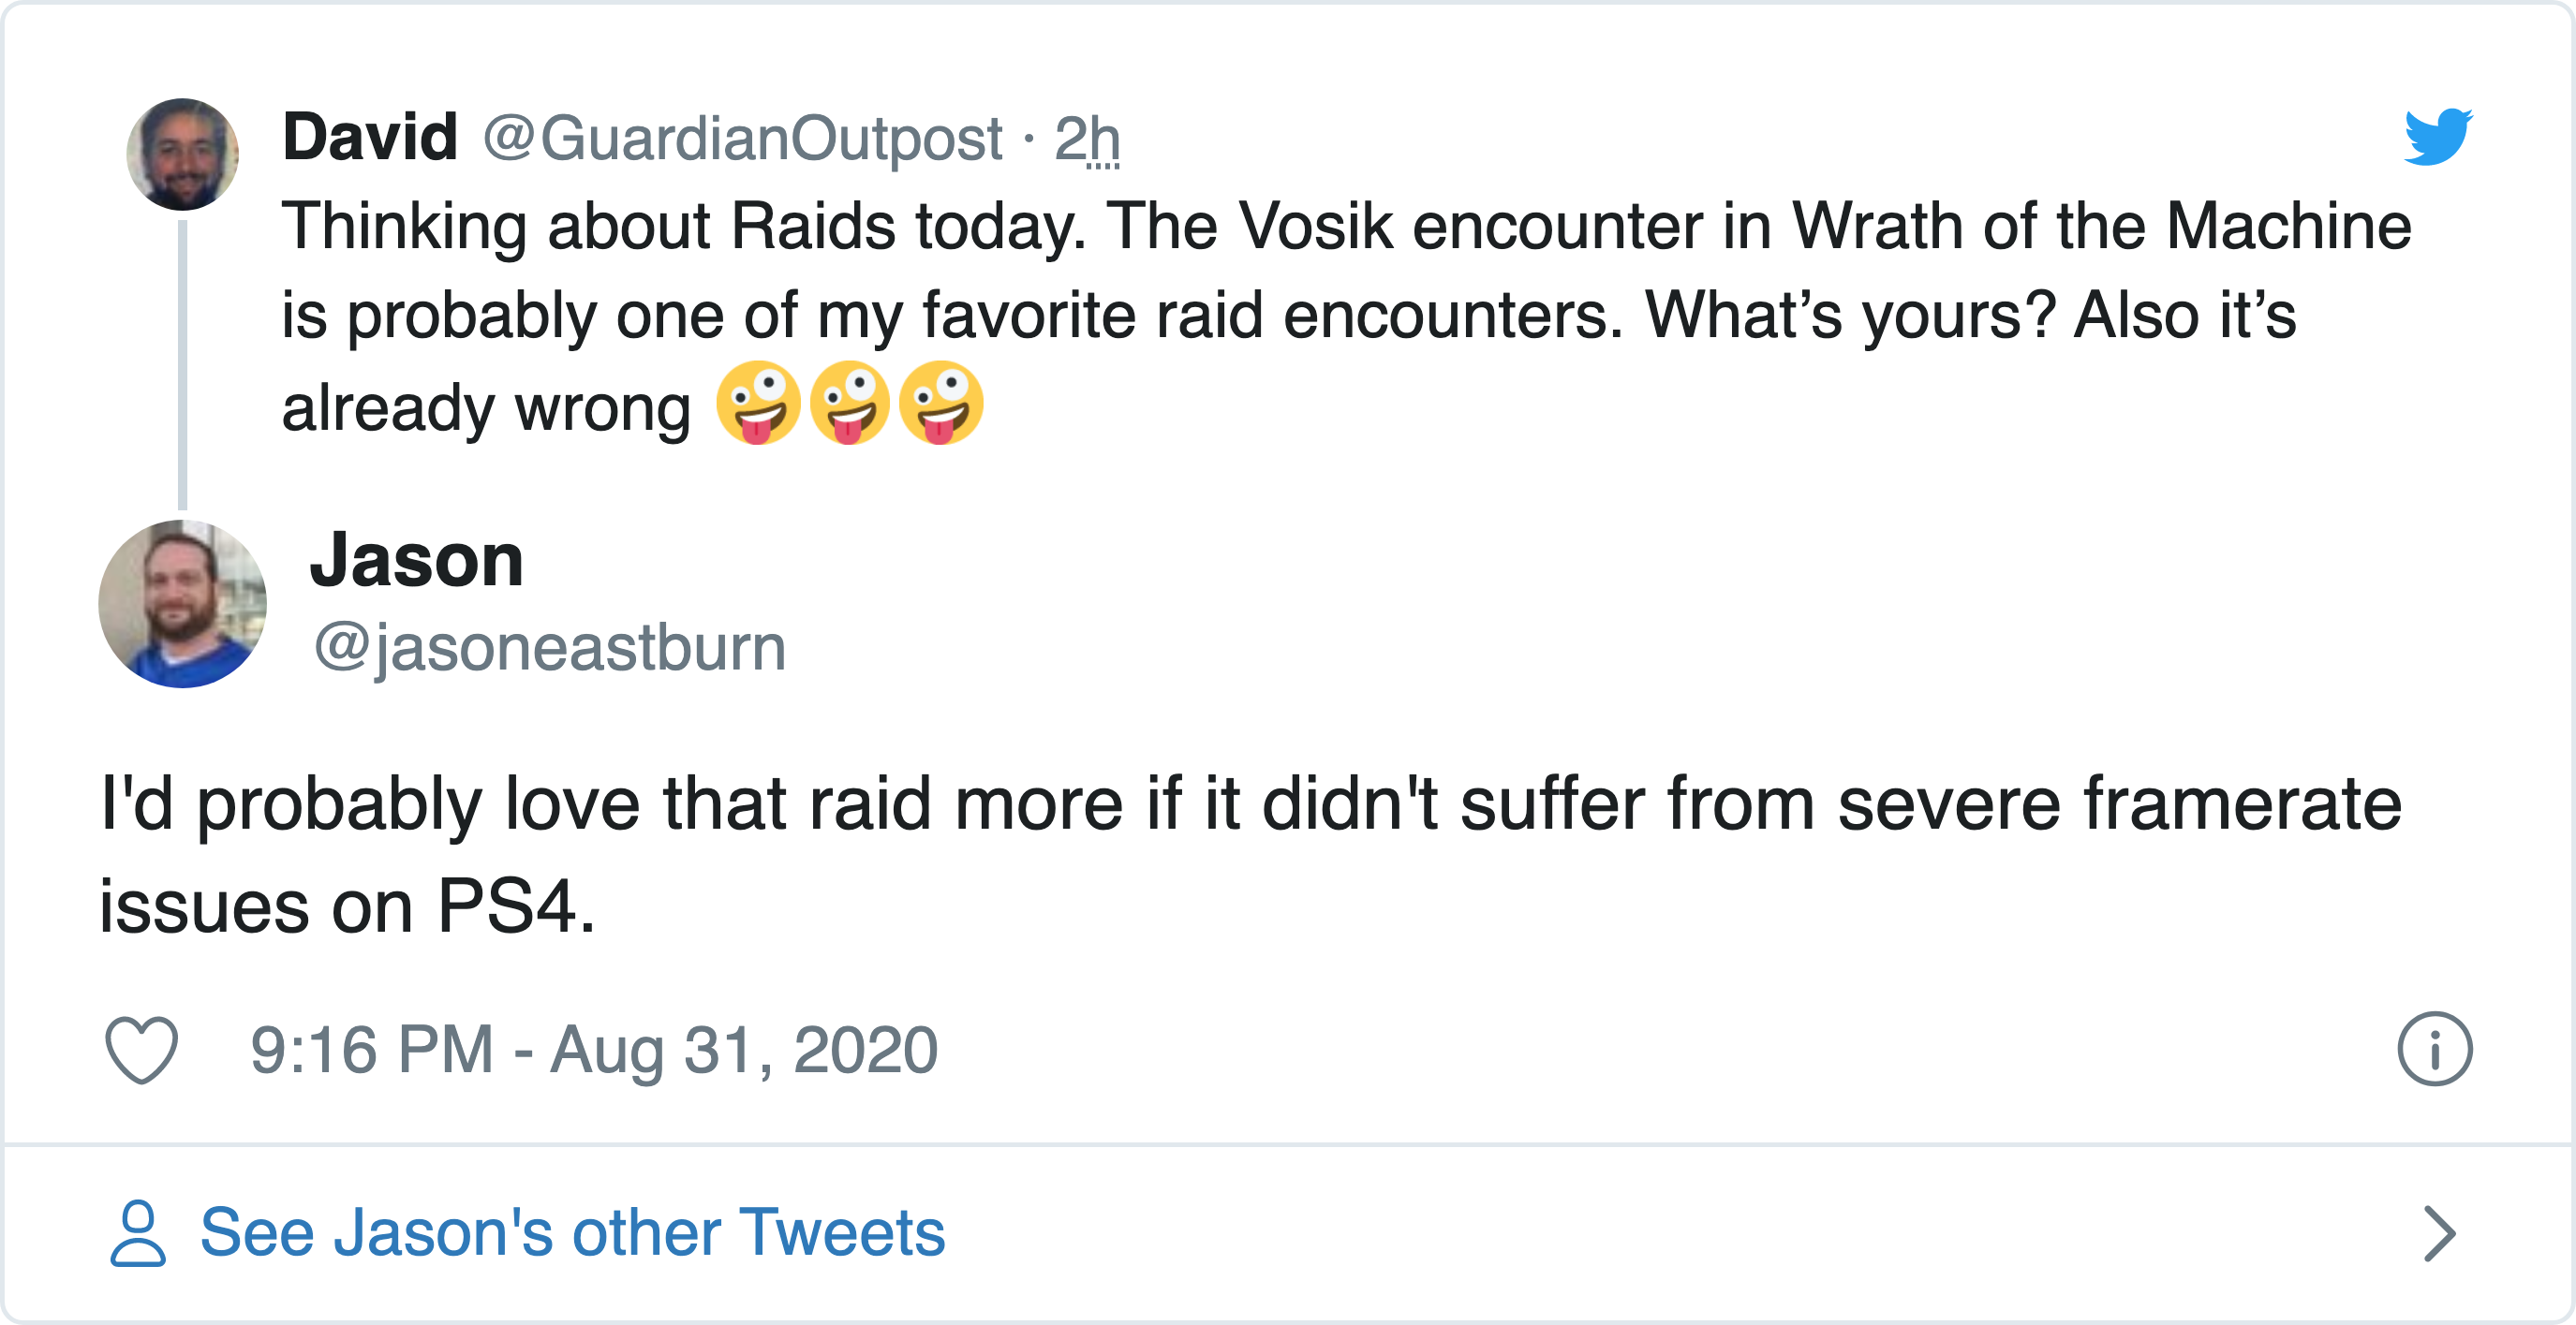 David @GuardianOutpost · 2h
Thinking about Raids today. The Vosik encounter in Wrath of the Machine
is probably one of my favorite raid encounters. What’s yours? Also it’s
already wrong 🤪🤪🤪
Jason
@jasoneastburn
I'd probably love that raid more if it didn't suffer from severe framerate
issues on PS4.
9:16 PM - Aug 31, 2020
See Jason's other Tweets